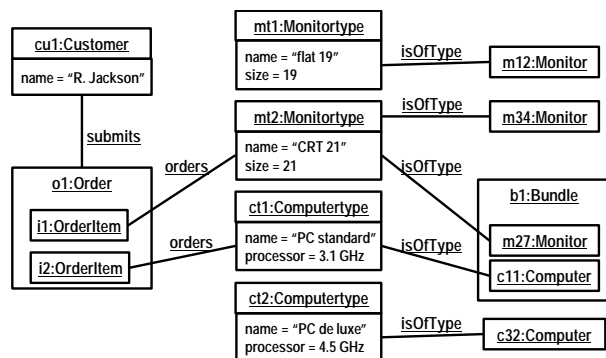 cu1:Customer
name = "R. Jackson"
submits
o1:Order
i1:OrderItem
i2:OrderItem
orders
orders
mt1:Monitortype
name = "flat 19"
size = 19
mt2:Monitortype
name = "CRT 21"
size = 21
ct1:Computertype
name = "PC standard"
processor = 3.1 GHz
ct2:Computertype
name = "PC de luxe"
processor = 4.5 GHz
isOfType
isOfType
isOfType
isOfType
isOfType
m12:Monitor
m34:Monitor
b1:Bundle
m27:Monitor
c11:Computer
c32:Computer